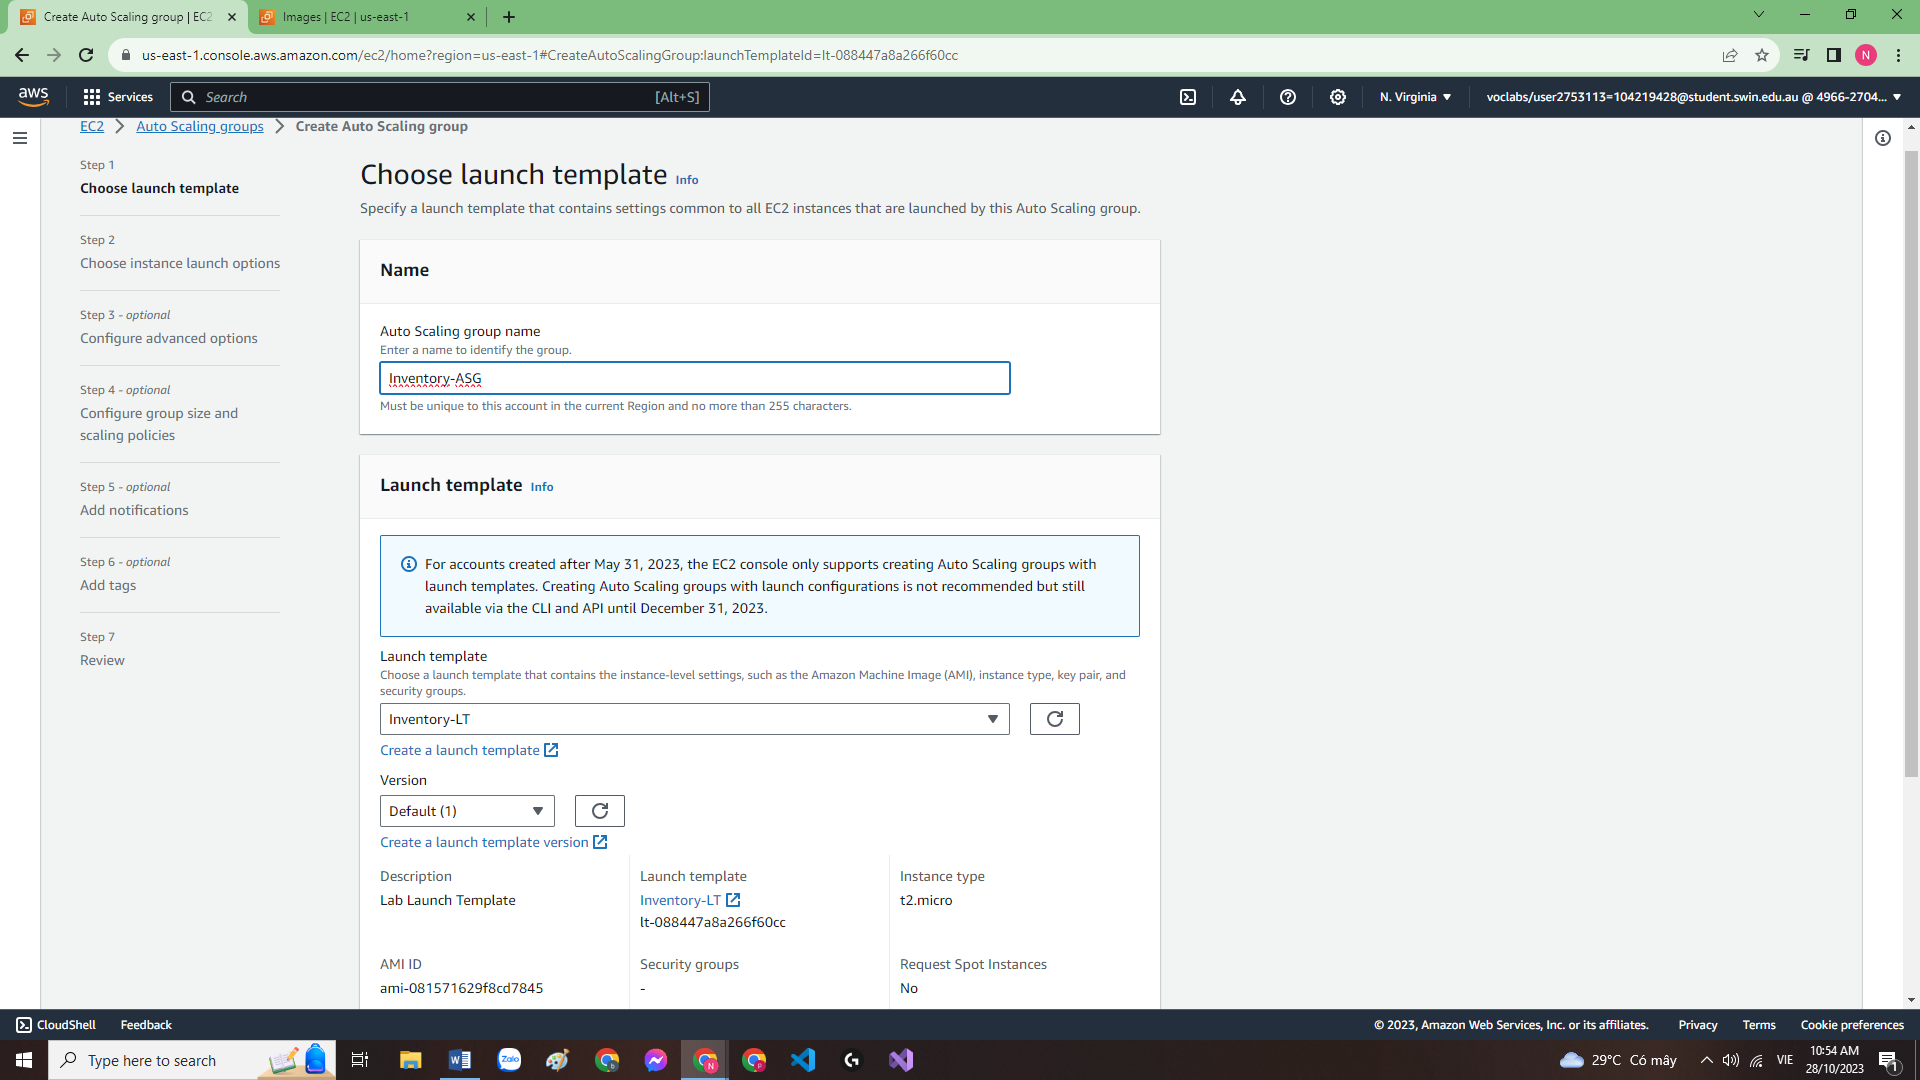 Create Auto Scaling group | EC2
Images | EC2 | us-east-1
us-east-1.console.aws.amazon.com/ec2/home?region=us-east-1#CreateAutoScalingGroup:launchTemplateId=lt-088447a8a266f60cc
N
aws
Services
Search
[Alt+S]
N. Virginia
voclabs/user2753113=104219428@student.swin.edu.au @ 4966-2704...
EC2
Auto Scaling groups
Create Auto Scaling group
Step 1
Choose launch template
Step 2
Choose instance launch options
Step 3 - optional
Configure advanced options
Step 4 - optional
Configure group size and
scaling policies
Step 5 - optional
Add notifications
Step 6 - optional
Add tags
Step 7
Review
Choose launch template Info
Specify a launch template that contains settings common to all EC2 instances that are launched by this Auto Scaling group.
Name
Auto Scaling group name
Enter a name to identify the group.
Inventory-ASG
Must be unique to this account in the current Region and no more than 255 characters.
Launch template Info
For accounts created after May 31, 2023, the EC2 console only supports creating Auto Scaling groups with
launch templates. Creating Auto Scaling groups with launch configurations is not recommended but still
available via the CLI and API until December 31, 2023.
Launch template
Choose a launch template that contains the instance-level settings, such as the Amazon Machine Image (AMI), instance type, key pair, and
security groups.
Inventory-LT
Create a launch template
Version
Default (1)
Create a launch template version
Description
Lab Launch Template
Launch template
Inventory-LT
lt-088447a8a266f60cc
Instance type
t2.micro
AMI ID
ami-081571629f8cd7845
Security groups
-
Request Spot Instances
No
CloudShell
Feedback
© 2023, Amazon Web Services, Inc. or its affiliates.
Privacy
Terms
Cookie preferences
Type here to search
Zalo
29°C Có mây
VIE
10:54 AM
28/10/2023
1